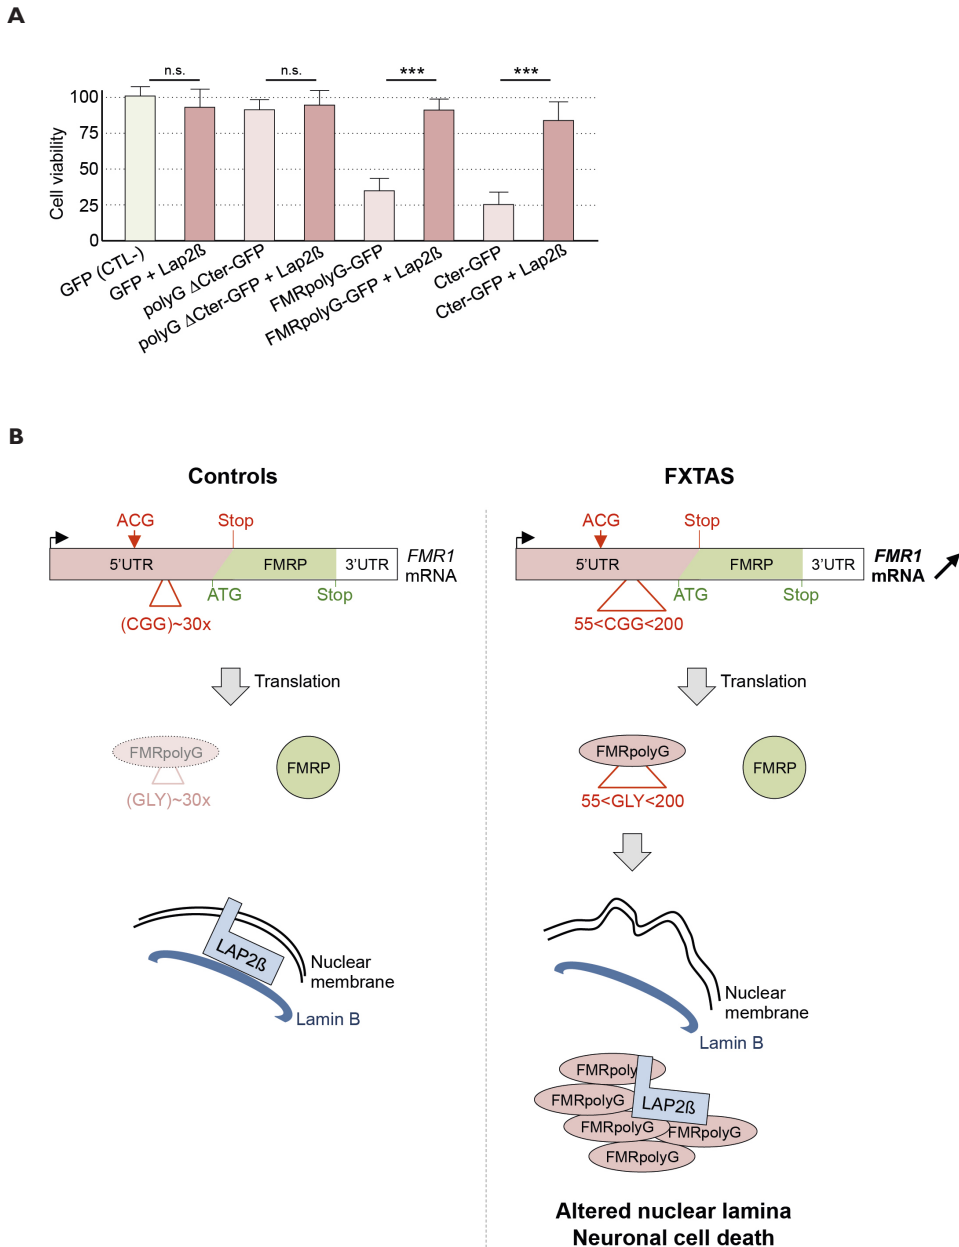 A
n.s.
n.s.
***
***
Cell viability
100
75
50
25
0
GFP (CTL-)
GFP + Lap2ß
polyG ΔCter-GFP
polyG ΔCter-GFP + Lap2ß
FMRpolyG-GFP
FMRpolyG-GFP + Lap2ß
Cter-GFP
Cter-GFP + Lap2ß
B
Controls
ACG
Stop
5'UTR
FMRP
3'UTR
FMR1
mRNA
ATG
Stop
(CGG)~30x
Translation
FMRpolyG
(GLY)~30x
FMRP
LAP2ß
Nuclear
membrane
Lamin B
FXTAS
ACG
Stop
5'UTR
FMRP
3'UTR
FMR1
mRNA
ATG
Stop
55<CGG<200
Translation
FMRpolyG
55<GLY<200
FMRP
Nuclear
membrane
Lamin B
FMRpoly
FMRpolyG
LAP2ß
FMRpolyG
FMRpolyG
FMRpolyG
Altered nuclear lamina
Neuronal cell death